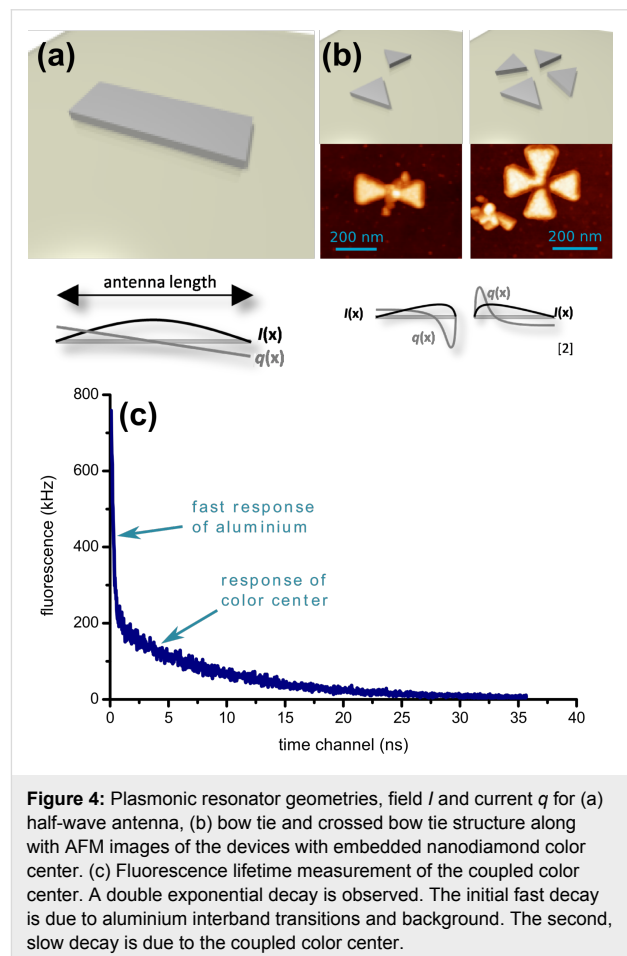 (a)
(b)
200 nm
200 nm
antenna length
I(x)
q(x)
I(x)
q(x)
q(x)
I(x)
[2]
(c)
800
600
400
200
0
fluorescence (kHz)
fast response
of aluminium
response of
color center
0 5 10 15 20 25 30 35 40
time channel (ns)
Figure 4: Plasmonic resonator geometries, field I and current q for (a)
half-wave antenna, (b) bow tie and crossed bow tie structure along
with AFM images of the devices with embedded nanodiamond color
center. (c) Fluorescence lifetime measurement of the coupled color
center. A double exponential decay is observed. The initial fast decay
is due to aluminium interband transitions and background. The second,
slow decay is due to the coupled color center.